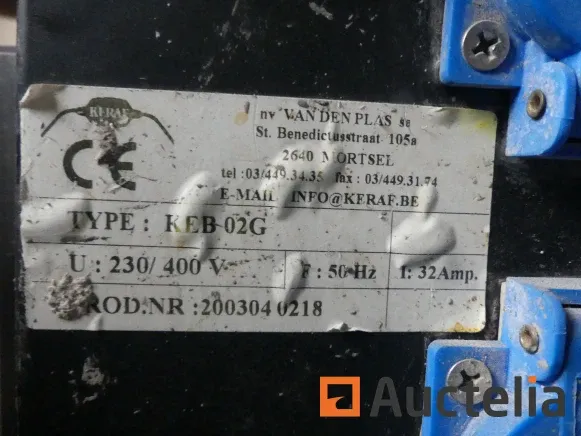 KERAF
nv VAN DEN PLAS sa
St. Benedictusstraat 105a
2640 MORTSEL
tel :03/449.34.35 fax : 03/449.31.74
E-MAIL INFO@KERAF.BE
CE
TYPE : KEB 02G
U : 230/ 400 V F : 50 Hz I: 32Amp.
ROD.NR :200304 0218
Auctelia